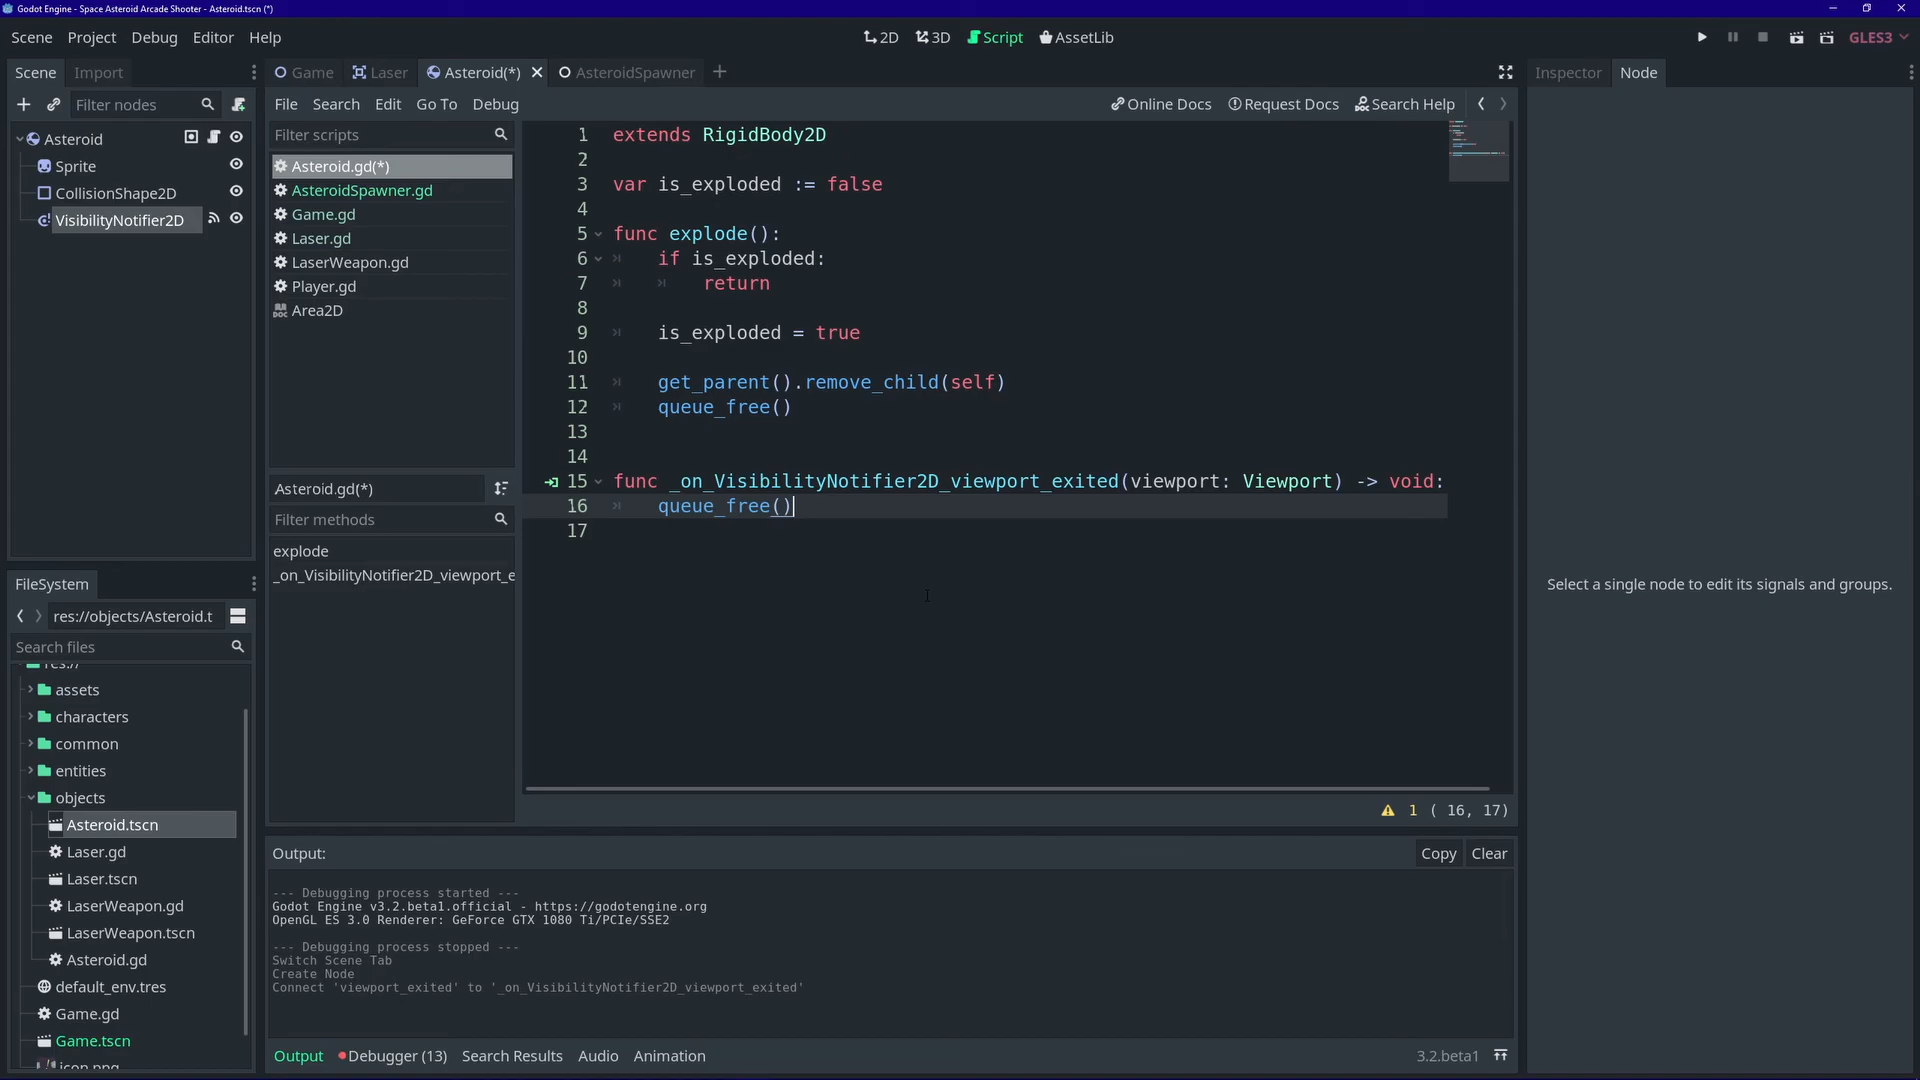 Godot Engine - Space Asteroid Arcade Shooter - Asteroid.tscn (*)
Scene Project Debug Editor Help
2D 3D Script AssetLib
GLES3
Scene Import
Filter nodes
Asteroid
Sprite
CollisionShape2D
VisibilityNotifier2D
FileSystem
res://objects/Asteroid.t
Search files
res://
assets
characters
common
entities
objects
Asteroid.tscn
Laser.gd
Laser.tscn
LaserWeapon.gd
LaserWeapon.tscn
Asteroid.gd
default_env.tres
Game.gd
Game.tscn
icon.png
Game Laser Asteroid(*) AsteroidSpawner
File Search Edit Go To Debug
Online Docs Request Docs Search Help
Filter scripts
Asteroid.gd(*)
AsteroidSpawner.gd
Game.gd
Laser.gd
LaserWeapon.gd
Player.gd
Area2D
Asteroid.gd(*)
Filter methods
explode
_on_VisibilityNotifier2D_viewport_e
1 extends RigidBody2D
2
3 var is_exploded := false
4
5 func explode():
6 if is_exploded:
7 return
8
9 is_exploded = true
10
11 get_parent().remove_child(self)
12 queue_free()
13
14
15 func _on_VisibilityNotifier2D_viewport_exited(viewport: Viewport) -> void:
16 queue_free()
17
1 ( 16, 17)
Output:
Copy Clear
--- Debugging process started ---
Godot Engine v3.2.beta1.official - https://godotengine.org
OpenGL ES 3.0 Renderer: GeForce GTX 1080 Ti/PCIe/SSE2
--- Debugging process stopped ---
Switch Scene Tab
Create Node
Connect 'viewport_exited' to '_on_VisibilityNotifier2D_viewport_exited'
Output Debugger (13) Search Results Audio Animation
3.2.beta1
Inspector Node
Select a single node to edit its signals and groups.